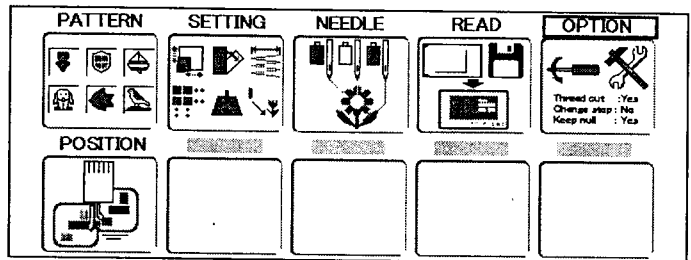 PATTERN SETTING NEEDLE READ OPTION
Thread cut :Yes
Change step : No
Keep null : Yes
POSITION